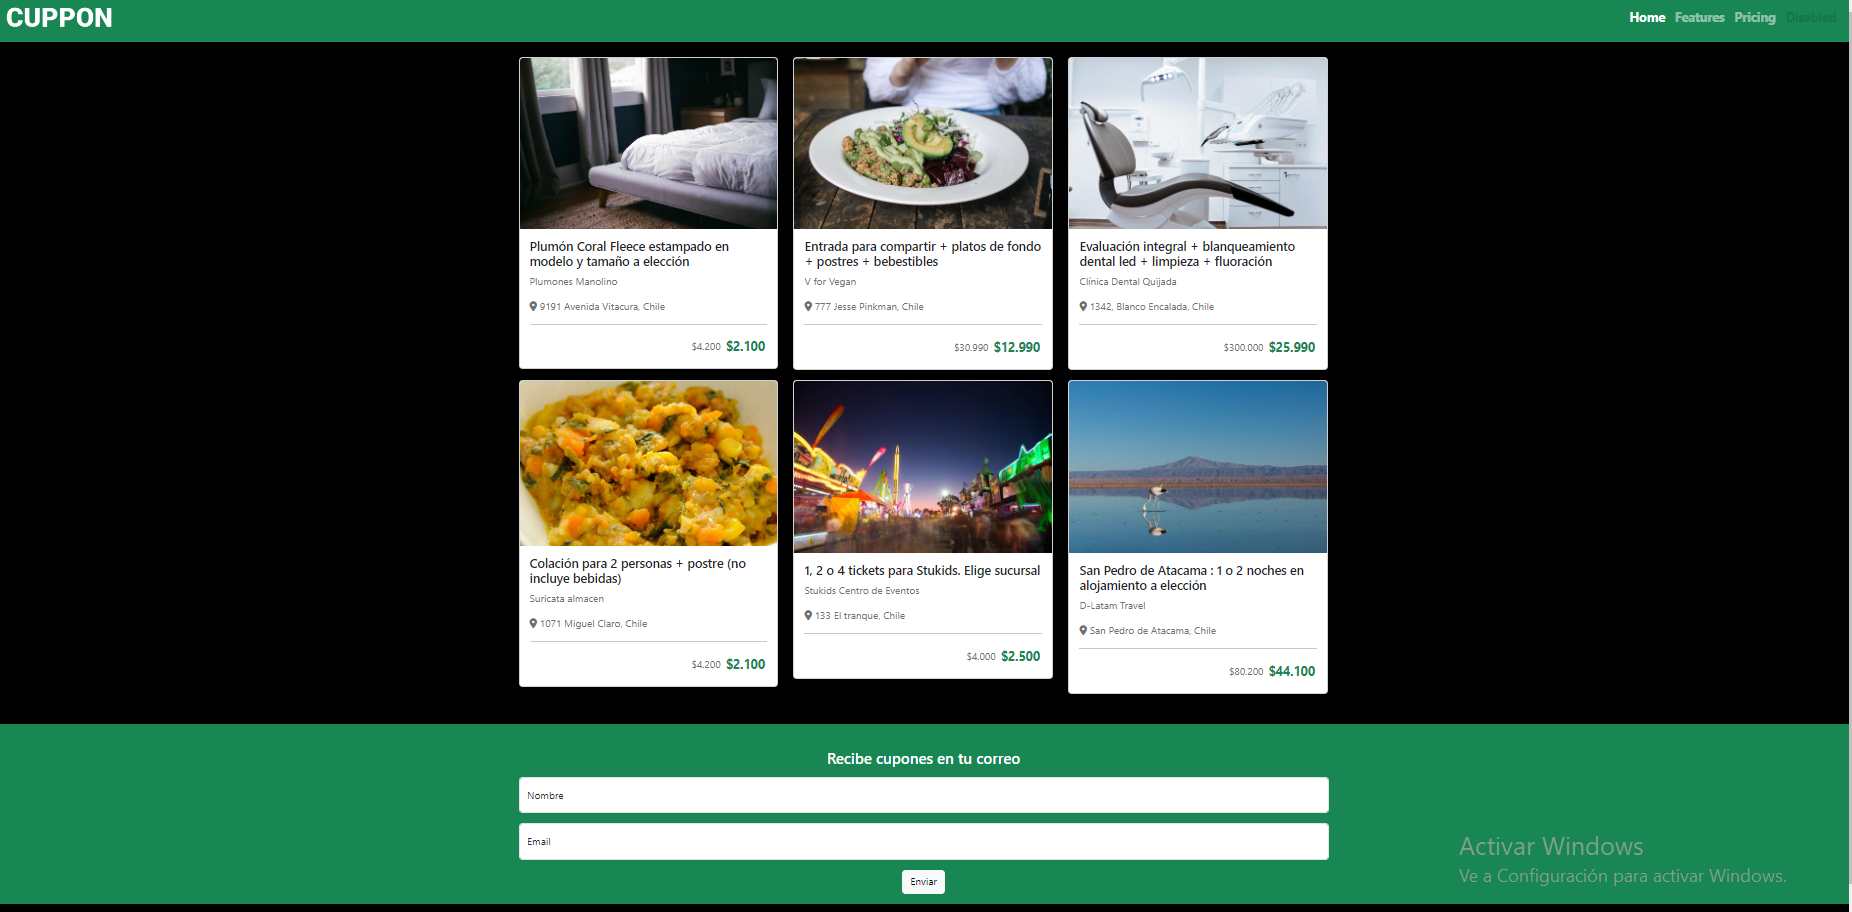 CUPPON
Home Features Pricing Disabled
Plumón Coral Fleece estampado en
modelo y tamaño a elección
Plumones Manolino
9191 Avenida Vitacura, Chile
$4.200 $2.100
Entrada para compartir + platos de fondo
+ postres + bebestibles
V for Vegan
777 Jesse Pinkman, Chile
$30.990 $12.990
Evaluación integral + blanqueamiento
dental led + limpieza + fluoración
Clínica Dental Quijada
1342, Blanco Encalada, Chile
$300.000 $25.990
Colación para 2 personas + postre (no
incluye bebidas)
Suricata almacen
1071 Miguel Claro, Chile
$4.200 $2.100
1, 2 o 4 tickets para Stukids. Elige sucursal
Stukids Centro de Eventos
133 El tranque, Chile
$4.000 $2.500
San Pedro de Atacama : 1 o 2 noches en
alojamiento a elección
D-Latam Travel
San Pedro de Atacama, Chile
$80.200 $44.100
Recibe cupones en tu correo
Nombre
Email
Enviar
Activar Windows
Ve a Configuración para activar Windows.